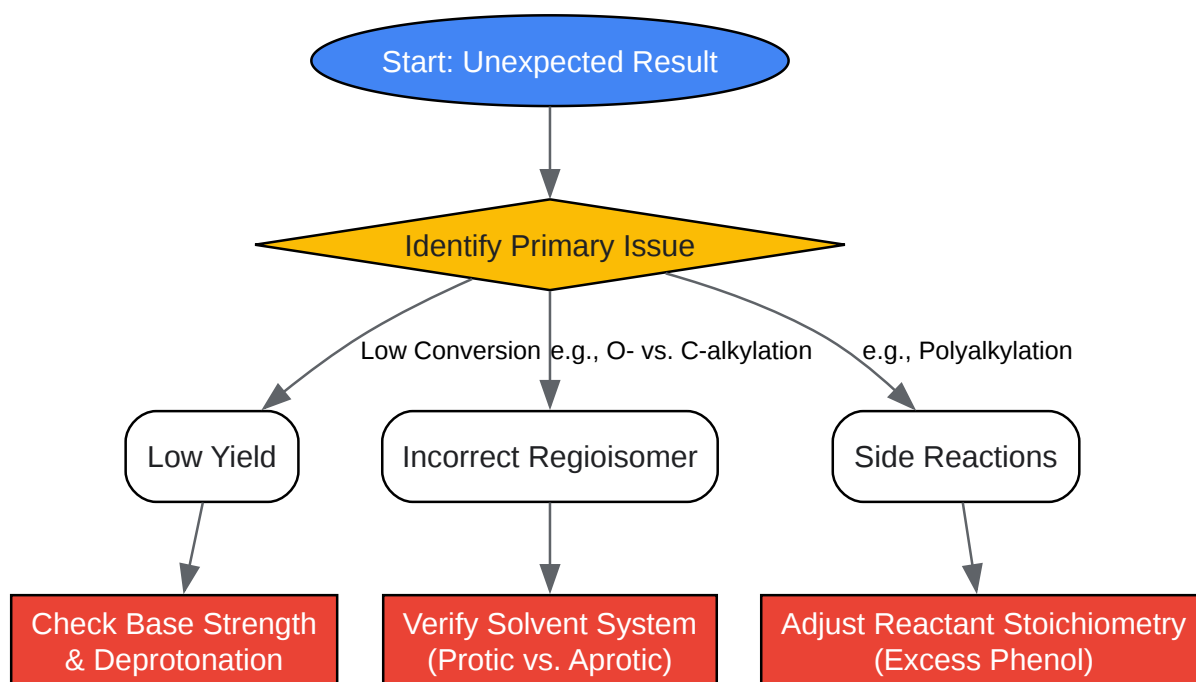 Start: Unexpected Result
Identify Primary Issue
Low Conversion
e.g., O- vs. C-alkylation
e.g., Polyalkylation
Low Yield
Incorrect Regioisomer
Side Reactions
Check Base Strength
& Deprotonation
Verify Solvent System
(Protic vs. Aprotic)
Adjust Reactant Stoichiometry
(Excess Phenol)